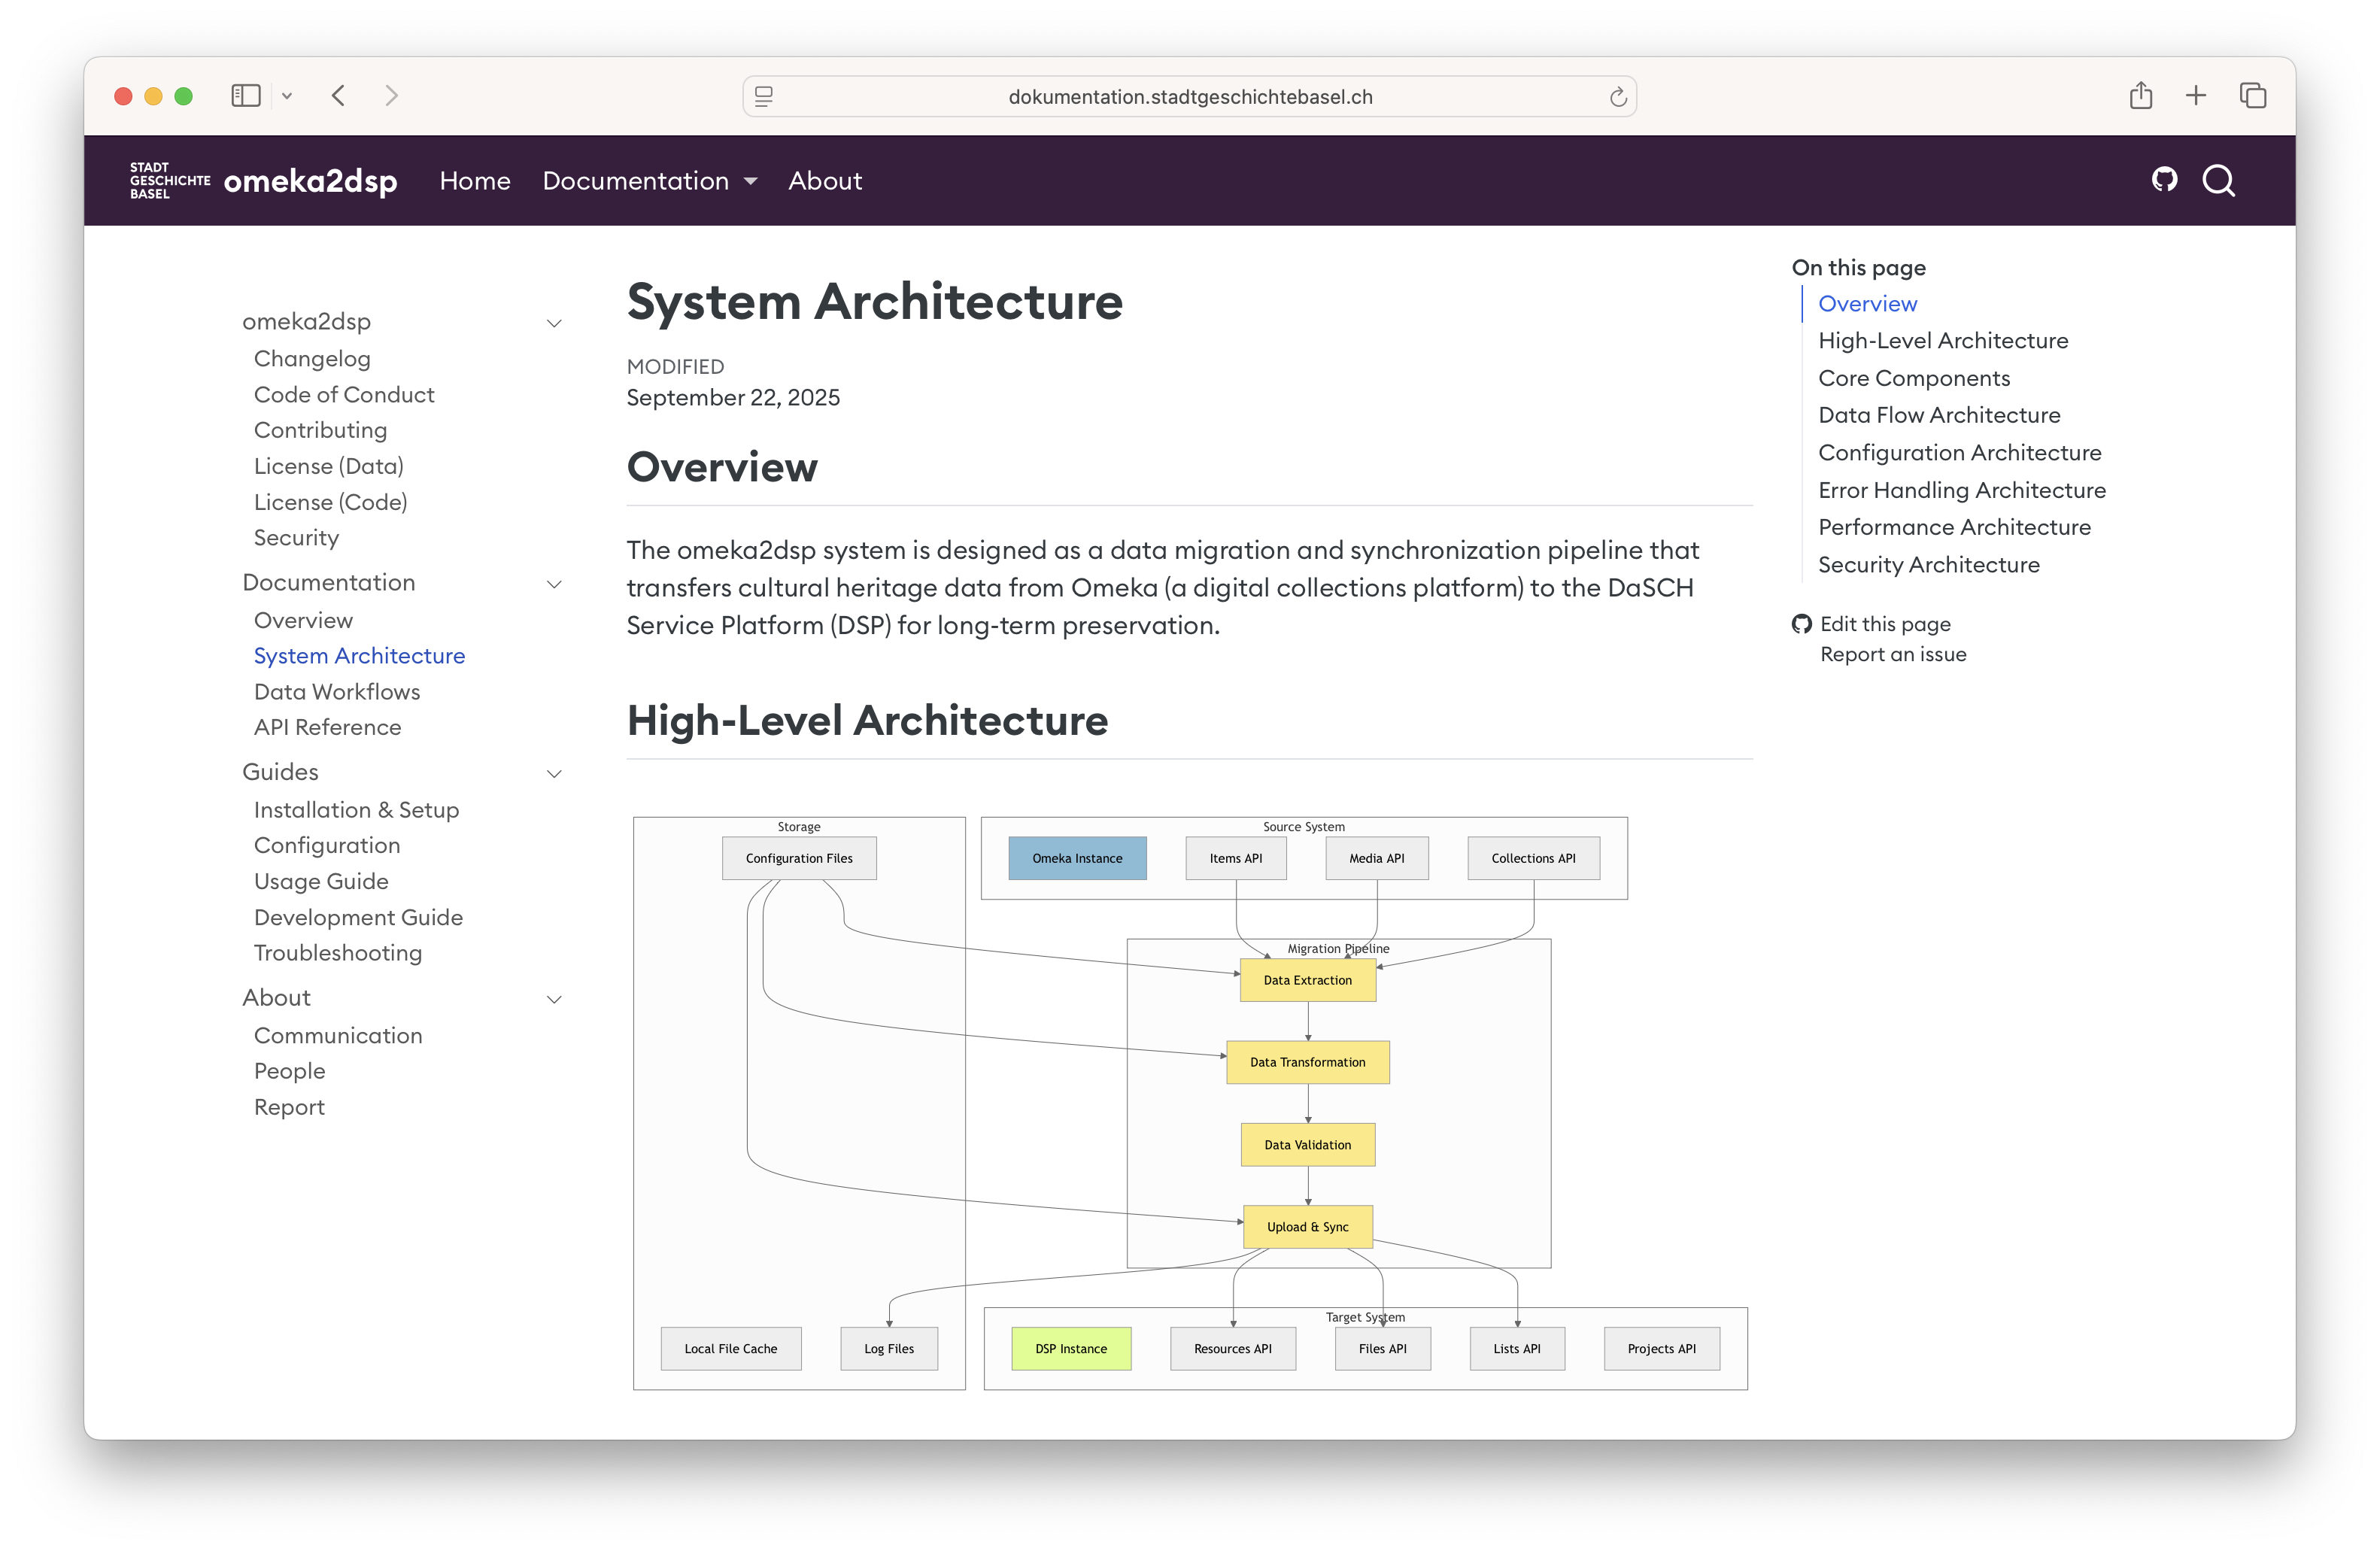 dokumentation.stadtgeschichtebasel.ch
STADT
GESCHICHTE
BASEL
omeka2dsp
Home
Documentation
About
omeka2dsp
Changelog
Code of Conduct
Contributing
License (Data)
License (Code)
Security
Documentation
Overview
System Architecture
Data Workflows
API Reference
Guides
Installation & Setup
Configuration
Usage Guide
Development Guide
Troubleshooting
About
Communication
People
Report
System Architecture
MODIFIED
September 22, 2025
Overview
The omeka2dsp system is designed as a data migration and synchronization pipeline that
transfers cultural heritage data from Omeka (a digital collections platform) to the DaSCH
Service Platform (DSP) for long-term preservation.
High-Level Architecture
Storage
Configuration Files
Source System
Omeka Instance
Items API
Media API
Collections API
Migration Pipeline
Data Extraction
Data Transformation
Data Validation
Upload & Sync
Local File Cache
Log Files
Target System
DSP Instance
Resources API
Files API
Lists API
Projects API
On this page
Overview
High-Level Architecture
Core Components
Data Flow Architecture
Configuration Architecture
Error Handling Architecture
Performance Architecture
Security Architecture
Edit this page
Report an issue